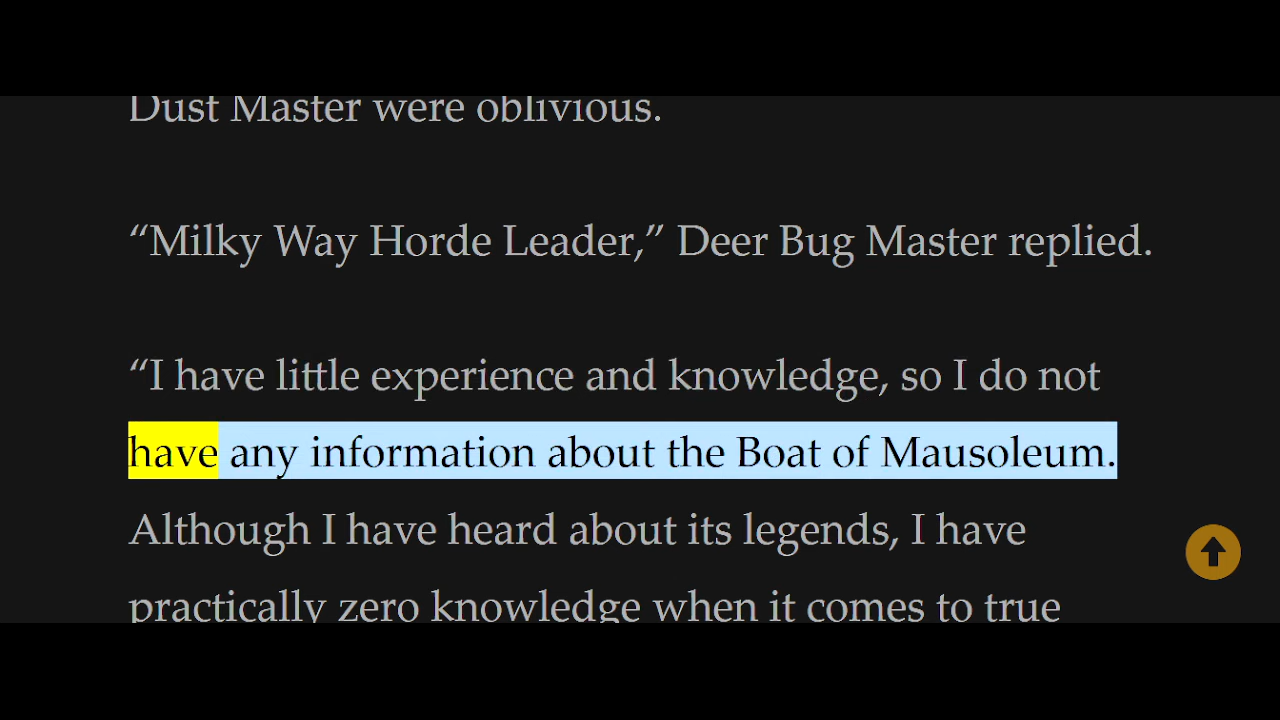 Dust Master were oblivious.
“Milky Way Horde Leader,” Deer Bug Master replied.
“I have little experience and knowledge, so I do not
have any information about the Boat of Mausoleum.
Although I have heard about its legends, I have
practically zero knowledge when it comes to true